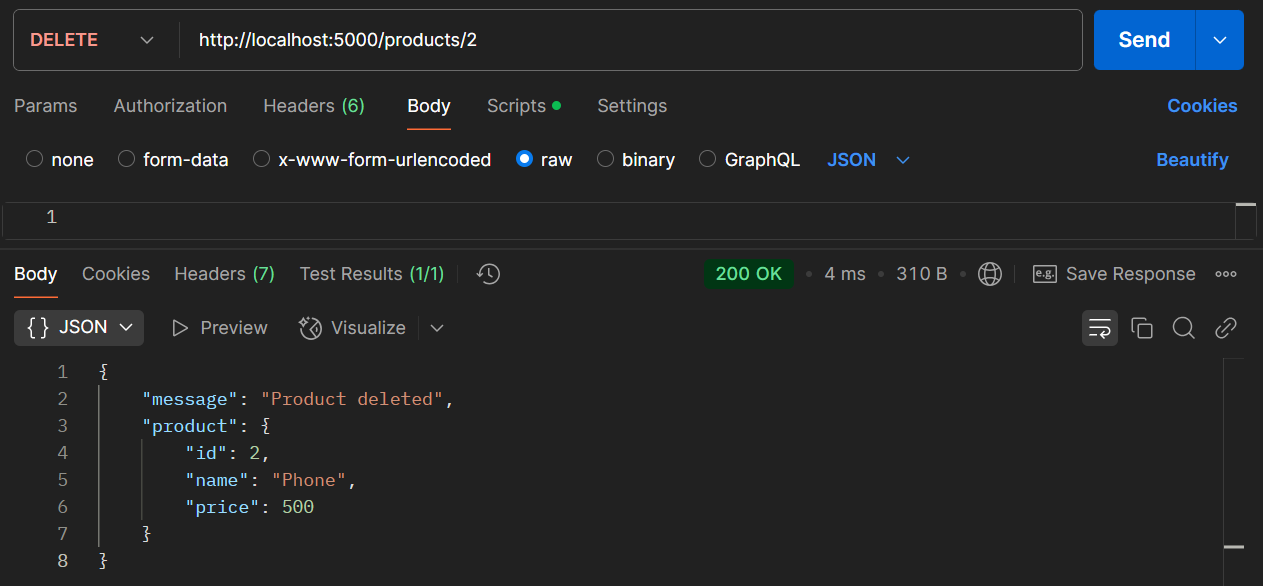 DELETE http://localhost:5000/products/2 Send
Params Authorization Headers (6) Body Scripts Settings Cookies
none form-data x-www-form-urlencoded raw binary GraphQL JSON Beautify
1
Body Cookies Headers (7) Test Results (1/1) 200 OK • 4 ms • 310 B • e.g. Save Response
{} JSON Preview Visualize
1 {
2 "message": "Product deleted",
3 "product": {
4 "id": 2,
5 "name": "Phone",
6 "price": 500
7 }
8 }